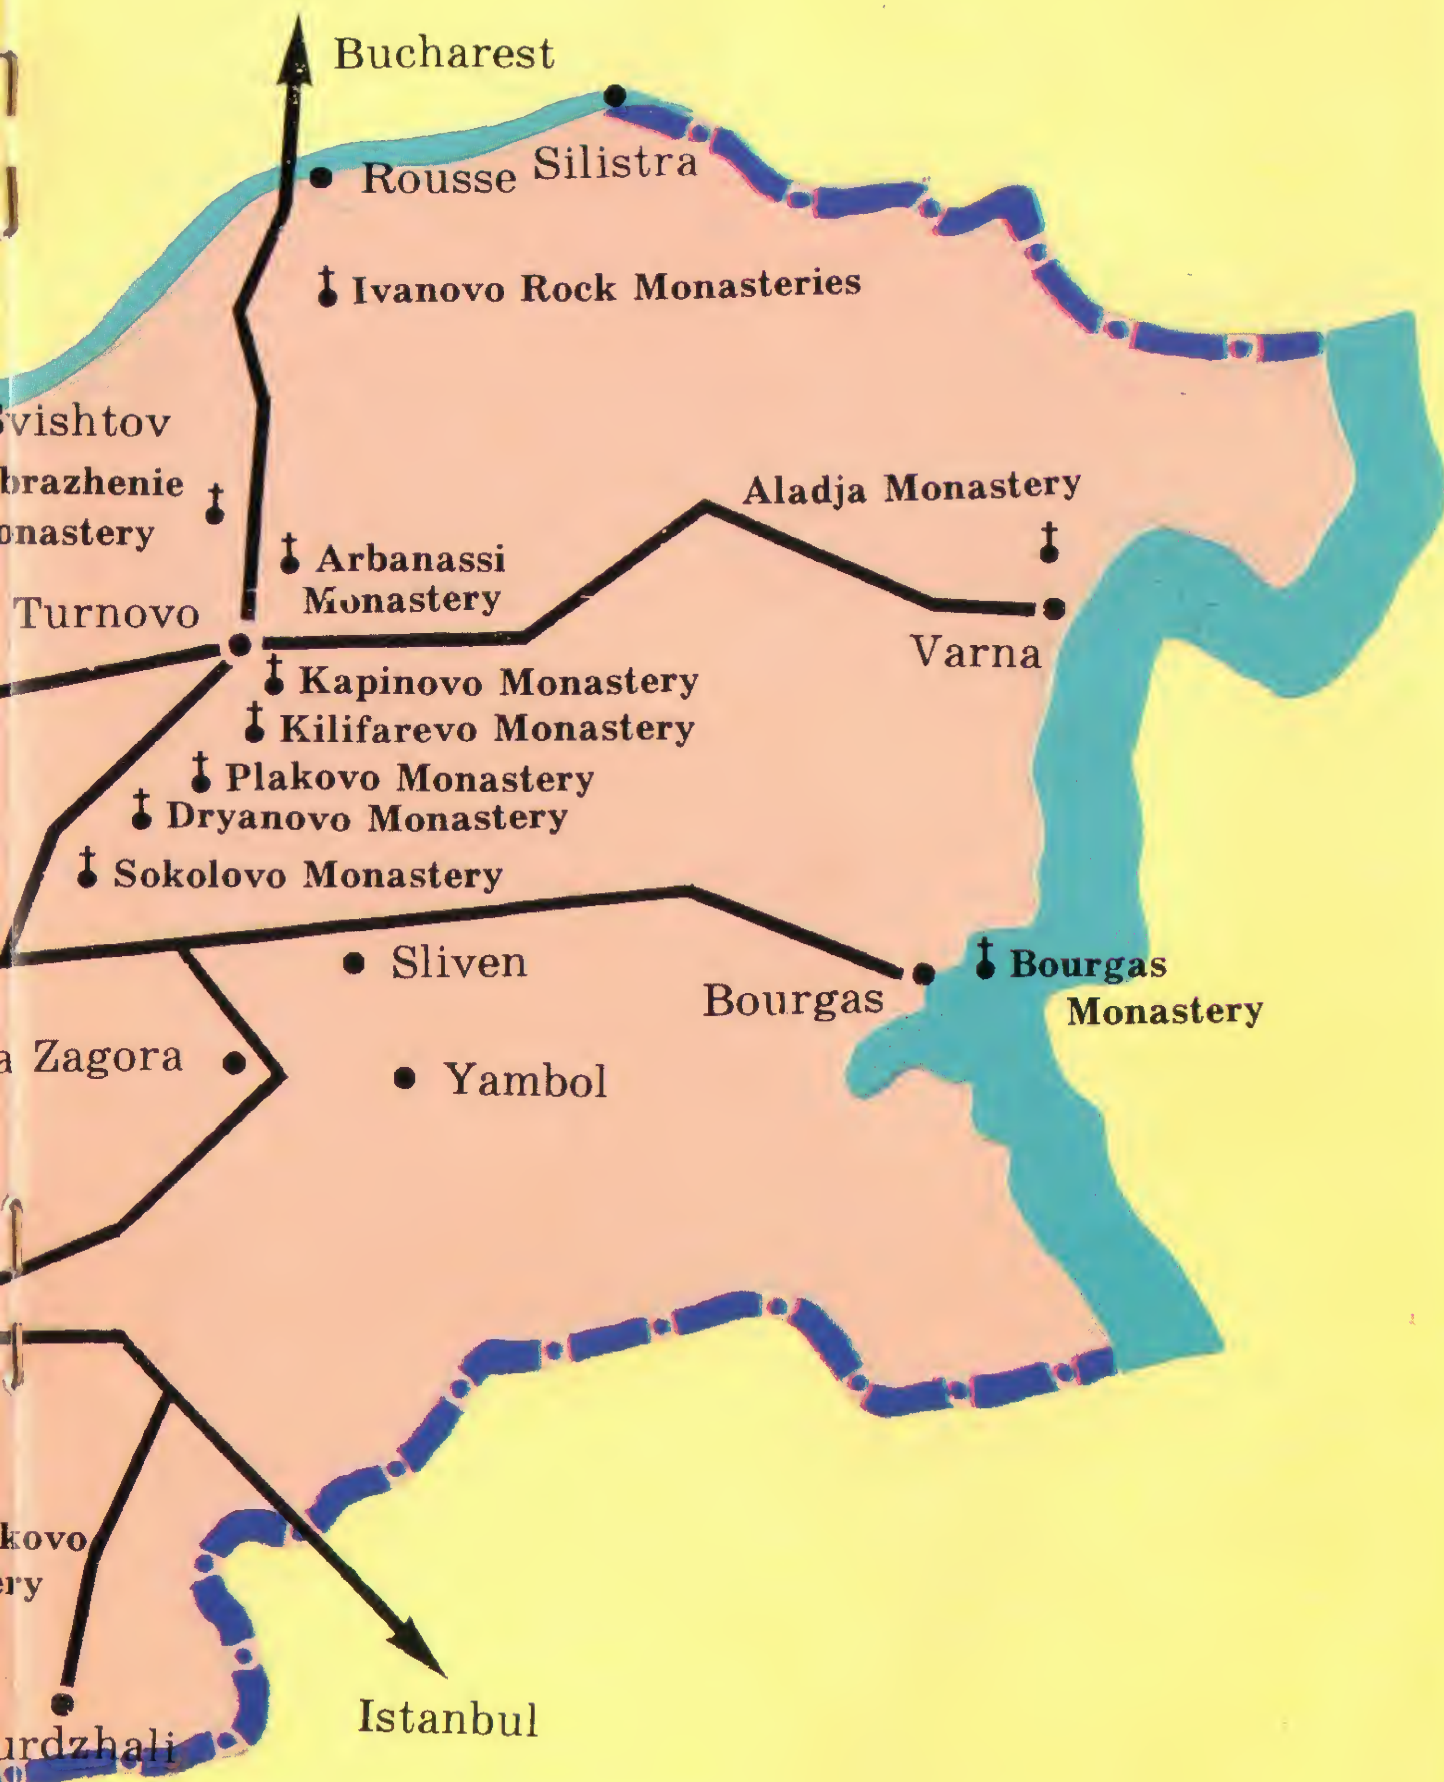 Bucharest
Silistra
Rousse
Ivanovo Rock Monasteries
vishtov
brazhenie
onastery
Aladja Monastery
Arbanassi
Monastery
Turnovo
Varna
Kapinovo Monastery
Kilifarevo Monastery
Plakovo Monastery
Dryanovo Monastery
Sokolovo Monastery
Sliven
Bourgas
Monastery
Bourgas
a Zagora
Yambol
kovo
ery
Istanbul
urdzhali